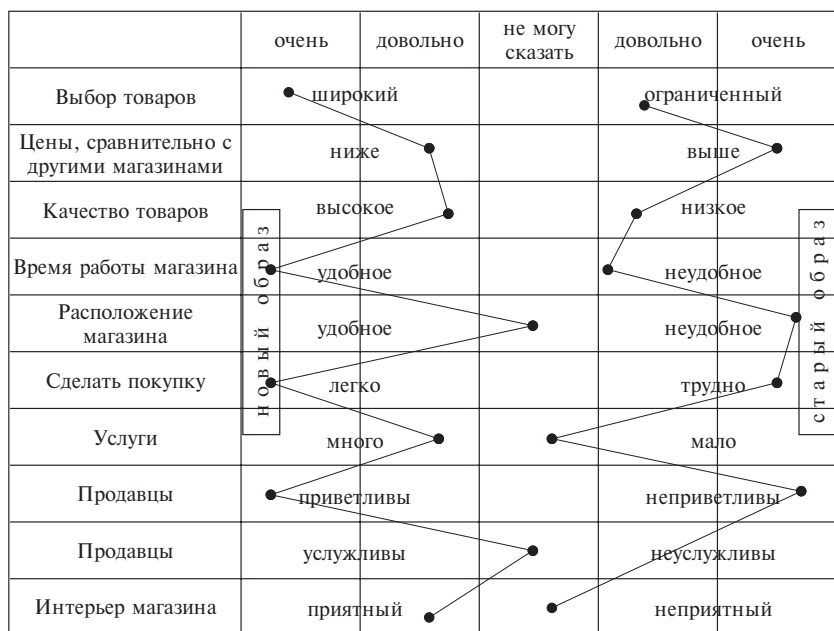 очень довольно не могу довольно очень
сказать
Выбор товаров широкий ограниченный
Цены, сравнительно с
другими магазинами ниже выше
Качество товаров высокое низкое
Время работы магазина удобное неудобное
Расположение
магазина удобное неудобное
Сделать покупку легко трудно
Услуги много мало
Продавцы приветливы неприветливы
Продавцы услужливы неуслужливы
Интерьер магазина приятный неприятный
новый образ
старый образ